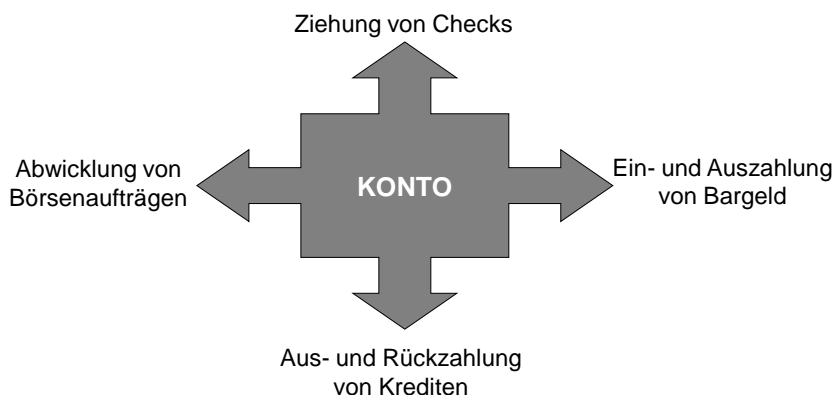 Ziehung von Checks
Abwicklung von
Börsenaufträgen
KONTO
Ein- und Auszahlung
von Bargeld
Aus- und Rückzahlung
von Krediten